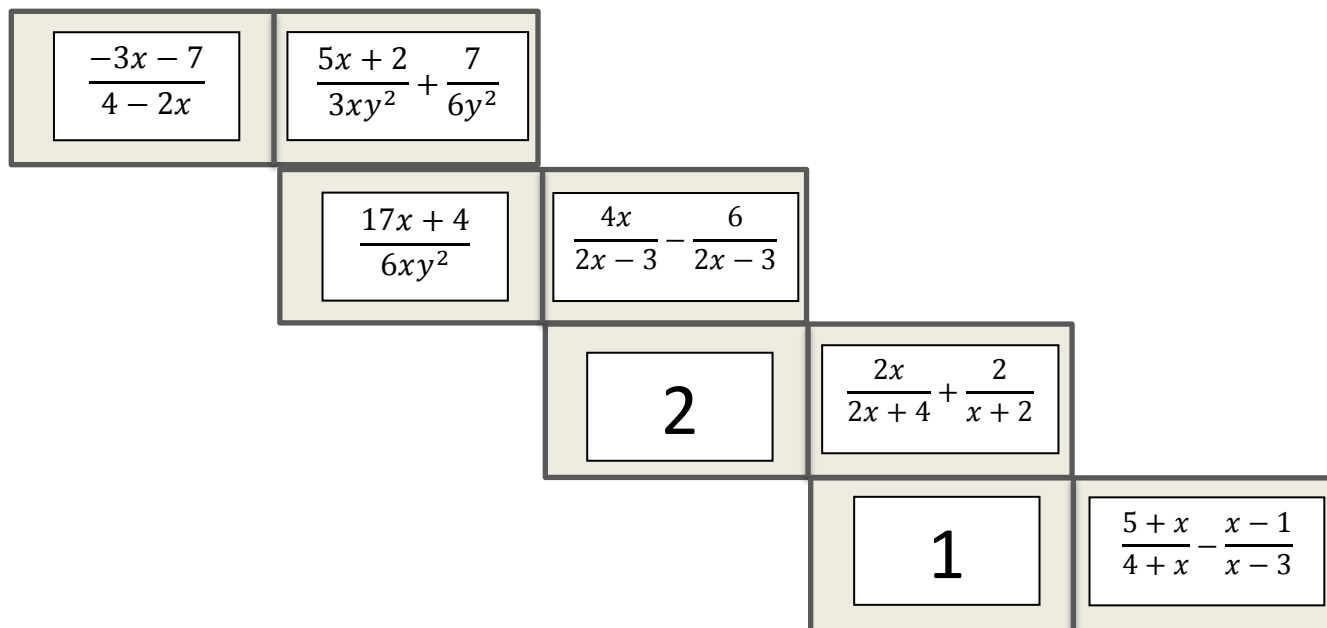 (-3x - 7)/(4 - 2x)
(5x + 2)/(3xy²) + 7/(6y²)
(17x + 4)/(6xy²)
4x/(2x - 3) - 6/(2x - 3)
2
2x/(2x + 4) + 2/(x + 2)
1
(5 + x)/(4 + x) - (x - 1)/(x - 3)